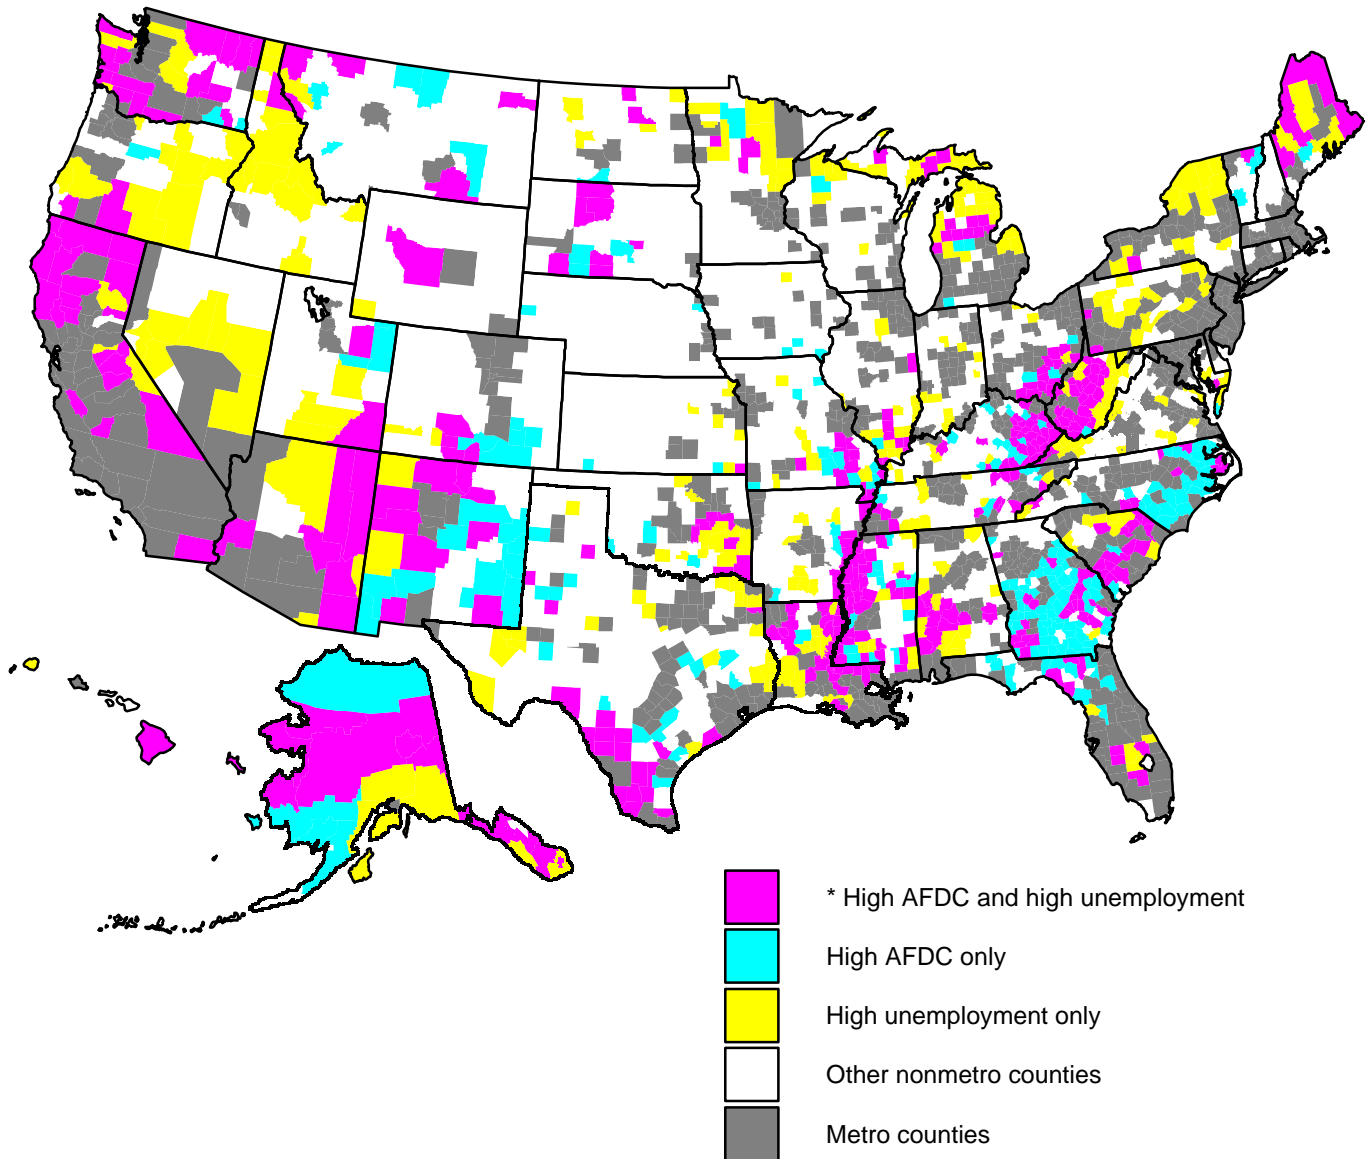 * High AFDC and high unemployment
High AFDC only
High unemployment only
Other nonmetro counties
Metro counties